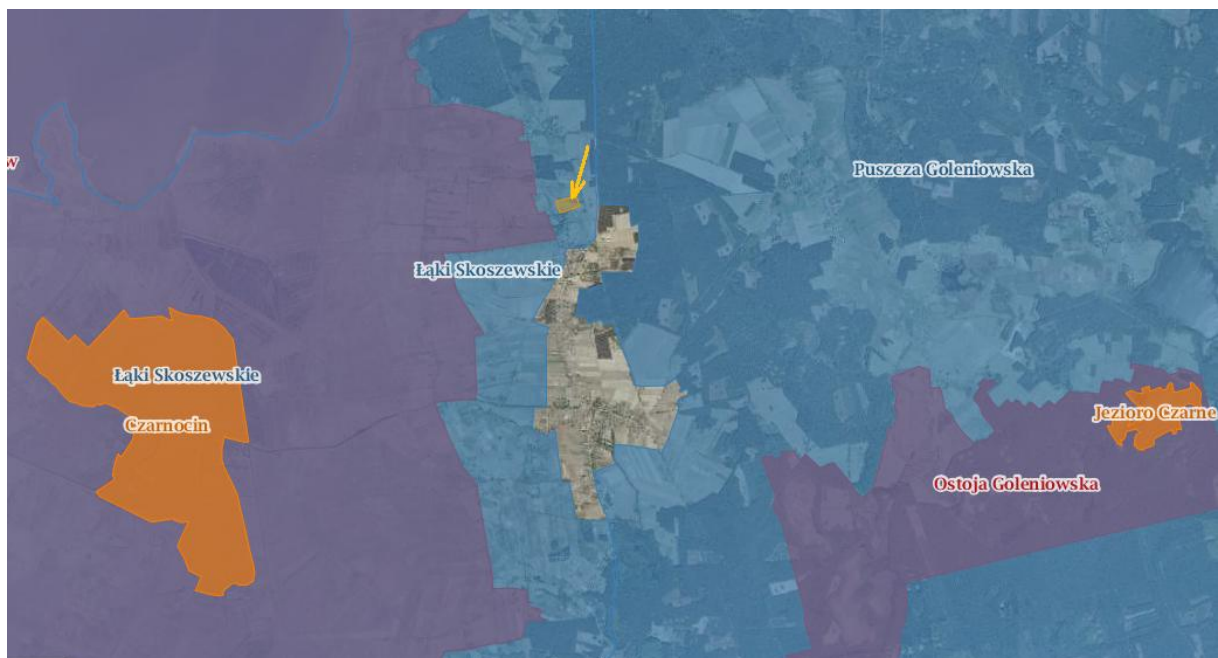 w
Puszcza Goleniowska
Łąki Skoszewskie
Łąki Skoszewskie
Czarnocin
Jezioro Czarne
Ostoja Goleniowska